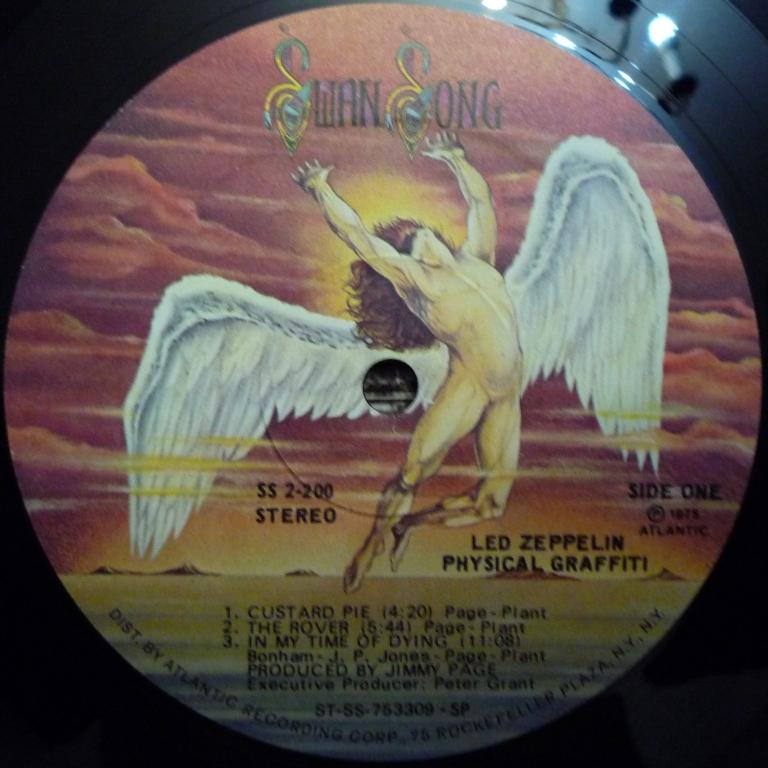 Swan Song
SS 2-200
STEREO
SIDE ONE
Ⓟ 1975
ATLANTIC
LED ZEPPELIN
PHYSICAL GRAFFITI
1. CUSTARD PIE (4:20) Page-Plant
2. THE ROVER (5:44) Page-Plant
3. IN MY TIME OF DYING (11:08)
Bonham-J. P. Jones-Page-Plant
PRODUCED BY JIMMY PAGE
Executive Producer: Peter Grant
ST-SS-753309-SP
DIST. BY ATLANTIC RECORDING CORP., 75 ROCKEFELLER PLAZA, N.Y., N.Y.